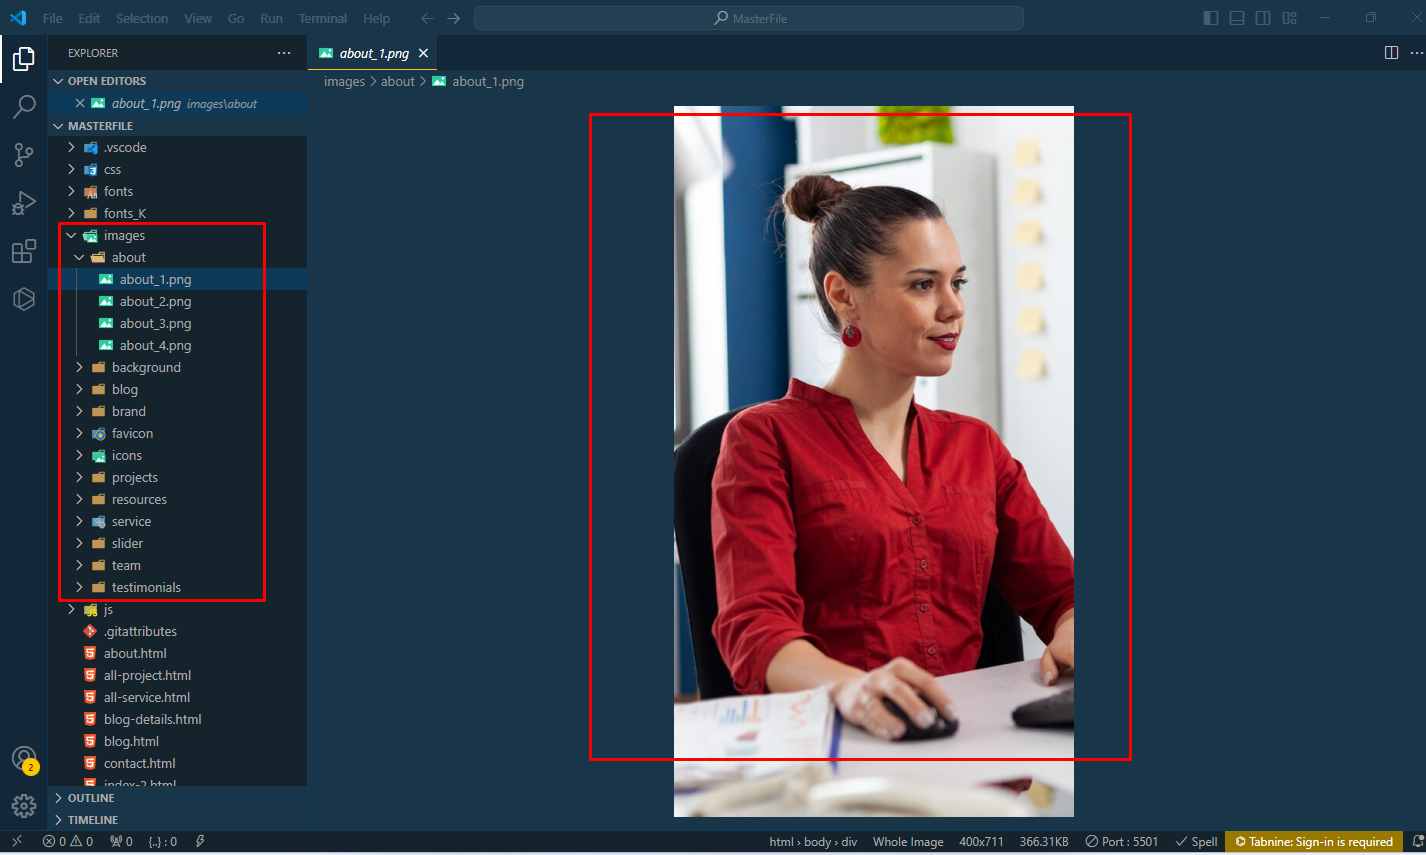 File Edit Selection View Go Run Terminal Help
MasterFile
EXPLORER
about_1.png
OPEN EDITORS
images > about > about_1.png
about_1.png images\about
MASTERFILE
.vscode
css
fonts
fonts_K
images
about
about_1.png
about_2.png
about_3.png
about_4.png
background
blog
brand
favicon
icons
projects
resources
service
slider
team
testimonials
js
.gitattributes
about.html
all-project.html
all-service.html
blog-details.html
blog.html
contact.html
index-2.html
2
OUTLINE
TIMELINE
0 0 0 {..} : 0 html › body › div Whole Image 400x711 366.31KB Port : 5501 Spell Tabnine: Sign-in is required